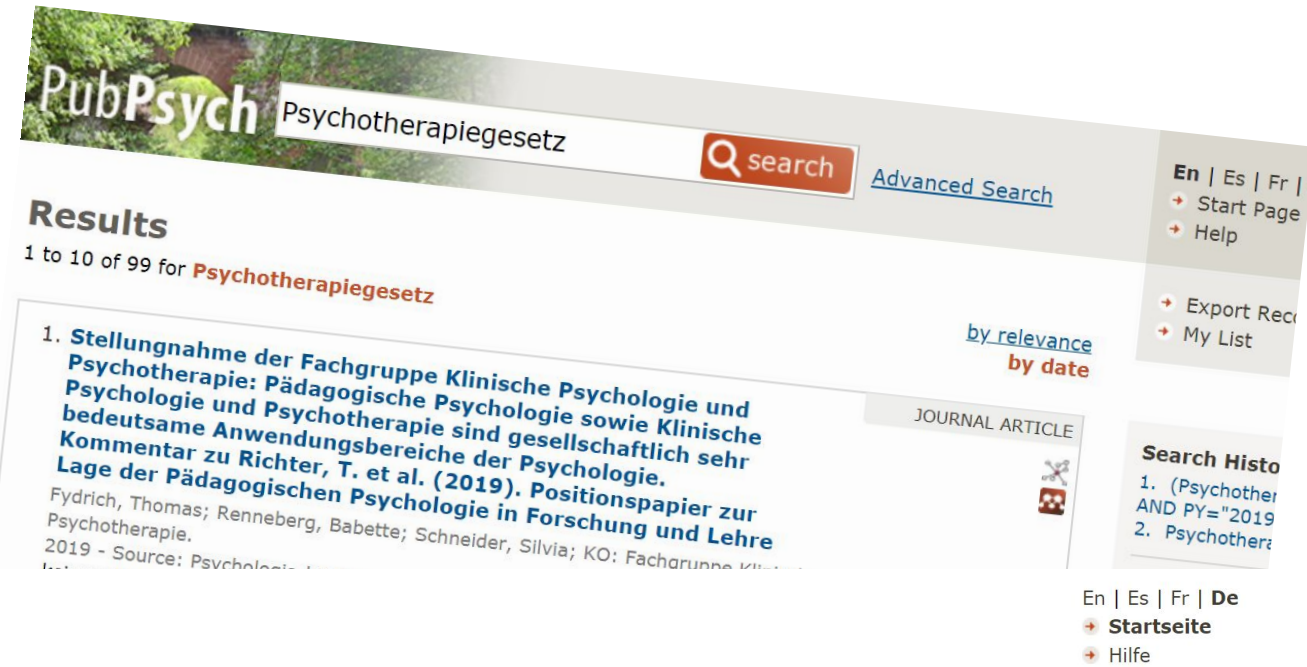 PubPsych
Psychotherapiegesetz
search
Advanced Search
En | Es | Fr |
Start Page
Help
Export
My List
Results
1 to 10 of 99 for Psychotherapiegesetz
by relevance
by date
JOURNAL ARTICLE
1. Stellungnahme der Fachgruppe Klinische Psychologie und
Psychotherapie: Pädagogische Psychologie sowie Klinische
Psychologie und Psychotherapie sind gesellschaftlich sehr
bedeutsame Anwendungsbereiche der Psychologie.
Kommentar zu Richter, T. et al. (2019). Positionspapier zur
Lage der Pädagogischen Psychologie in Forschung und Lehre
Fydrich, Thomas; Renneberg, Babette; Schneider, Silvia; KO: Fachgruppe
Psychotherapie.
2019 - Source:
Search
1. (Psychother
AND PY="2019
2. Psychothera
En | Es | Fr | De
Startseite
Hilfe